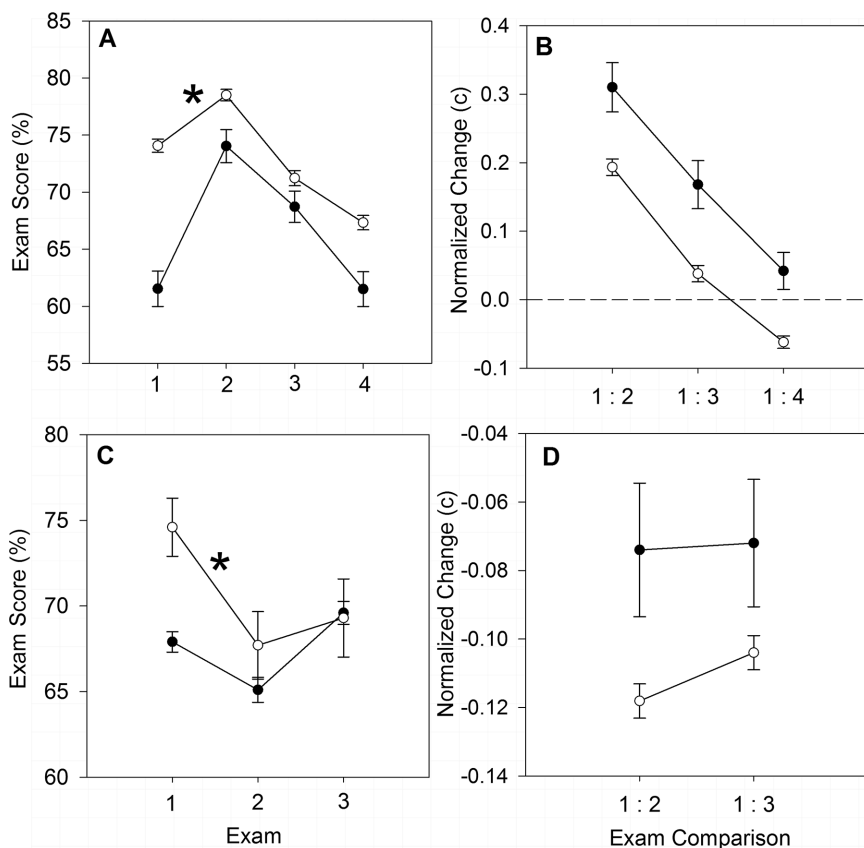 A
B
C
D
Exam Score (%)
85
80
75
70
65
60
55
1 2 3 4
*
Normalized Change (c)
0.4
0.3
0.2
0.1
0.0
-0.1
1 : 2 1 : 3 1 : 4
Exam Score (%)
80
75
70
65
60
1 2 3
*
Exam
Normalized Change (c)
-0.04
-0.06
-0.08
-0.10
-0.12
-0.14
1 : 2 1 : 3
Exam Comparison